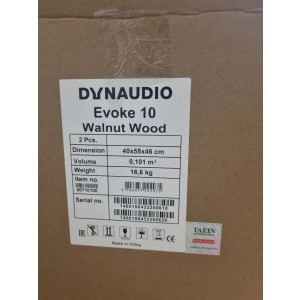 DYNAUDIO
Evoke 10
Walnut Wood
2 Pcs.
Dimension 40x55x46 cm
Volume 0,101 m³
Weight 16,6 kg
Item no.
Serial no.
Made in China
TAEIN